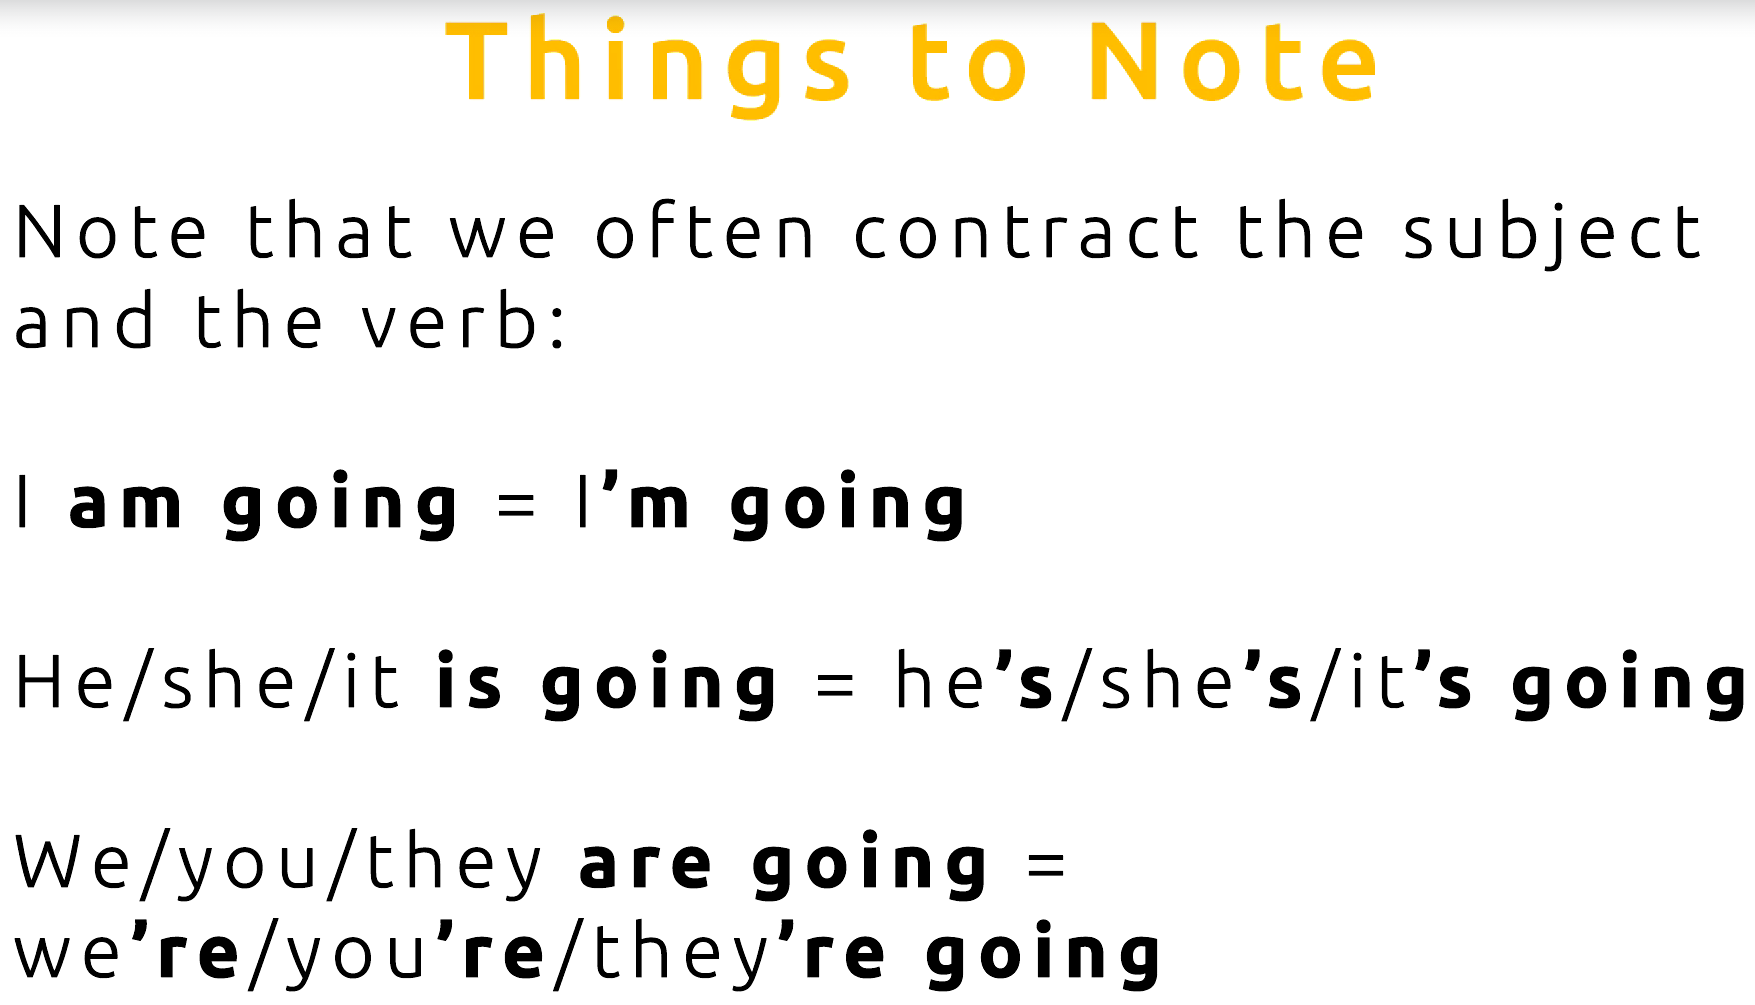 Things to Note
Note that we often contract the subject
and the verb:
I am going = I’m going
He/she/it is going = he’s/she’s/it’s going
We/you/they are going =
we’re/you’re/they’re going